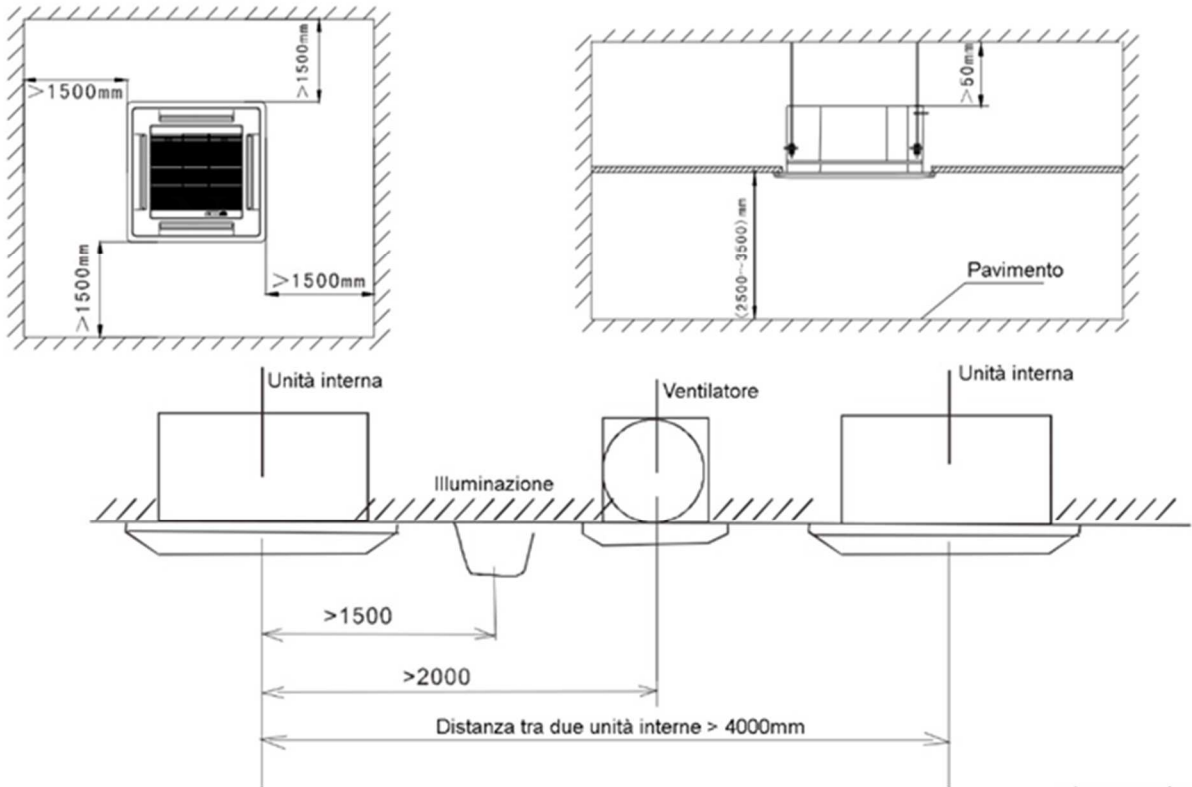 >1500mm
>1500mm
>1500mm
>1500mm
>50mm
(2500~3500)mm
Pavimento
Unità interna
Ventilatore
Unità interna
Illuminazione
>1500
>2000
Distanza tra due unità interne > 4000mm